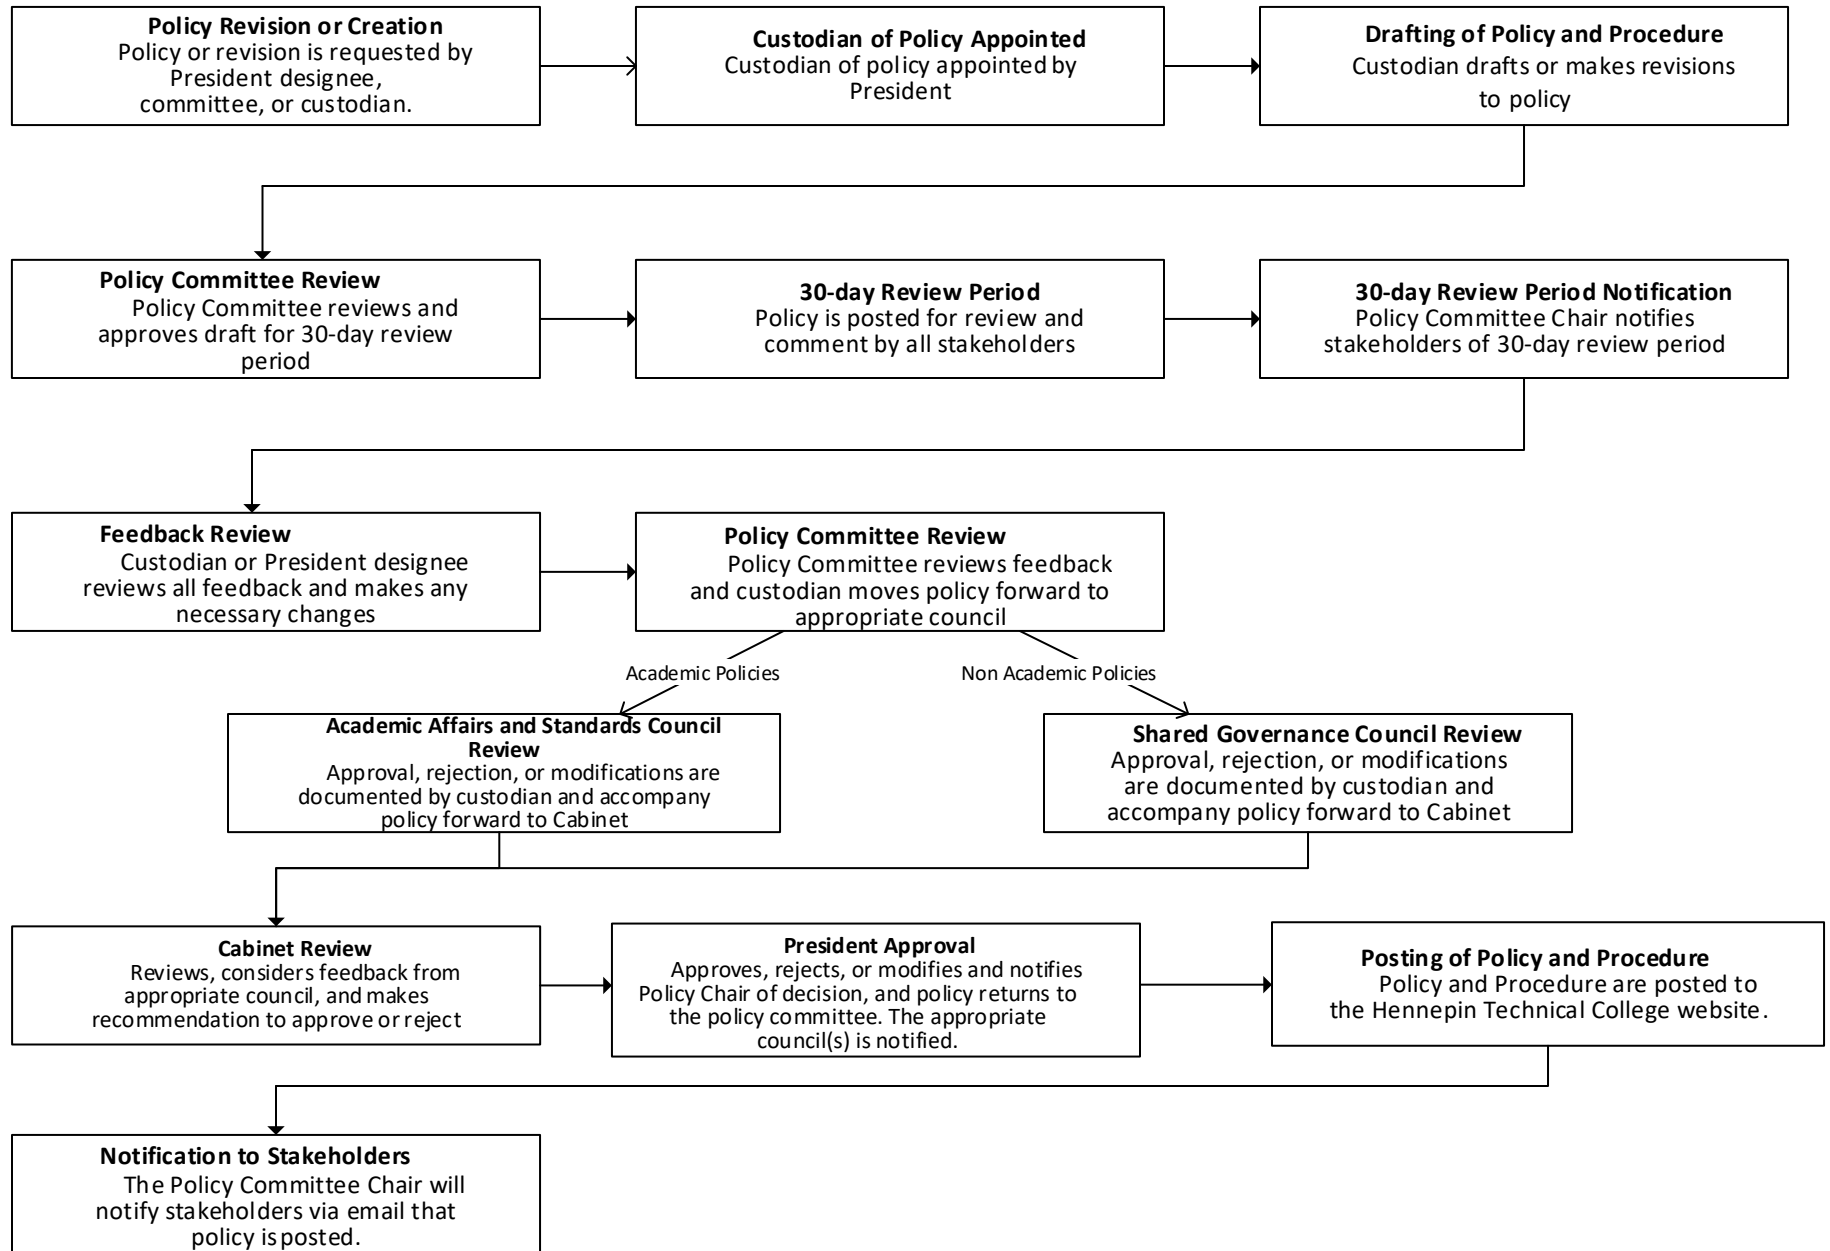 Policy Revision or Creation
Policy or revision is requested by
President designee,
committee, or custodian.
Custodian of Policy Appointed
Custodian of policy appointed by
President
Drafting of Policy and Procedure
Custodian drafts or makes revisions
to policy
Policy Committee Review
Policy Committee reviews and
approves draft for 30-day review
period
30-day Review Period
Policy is posted for review and
comment by all stakeholders
30-day Review Period Notification
Policy Committee Chair notifies
stakeholders of 30-day review period
Feedback Review
Custodian or President designee
reviews all feedback and makes any
necessary changes
Policy Committee Review
Policy Committee reviews feedback
and custodian moves policy forward to
appropriate council
Academic Policies
Non Academic Policies
Academic Affairs and Standards Council
Review
Approval, rejection, or modifications are
documented by custodian and accompany
policy forward to Cabinet
Shared Governance Council Review
Approval, rejection, or modifications
are documented by custodian and
accompany policy forward to Cabinet
Cabinet Review
Reviews, considers feedback from
appropriate council, and makes
recommendation to approve or reject
President Approval
Approves, rejects, or modifies and notifies
Policy Chair of decision, and policy returns to
the policy committee. The appropriate
council(s) is notified.
Posting of Policy and Procedure
Policy and Procedure are posted to
the Hennepin Technical College website.
Notification to Stakeholders
The Policy Committee Chair will
notify stakeholders via email that
policy is posted.